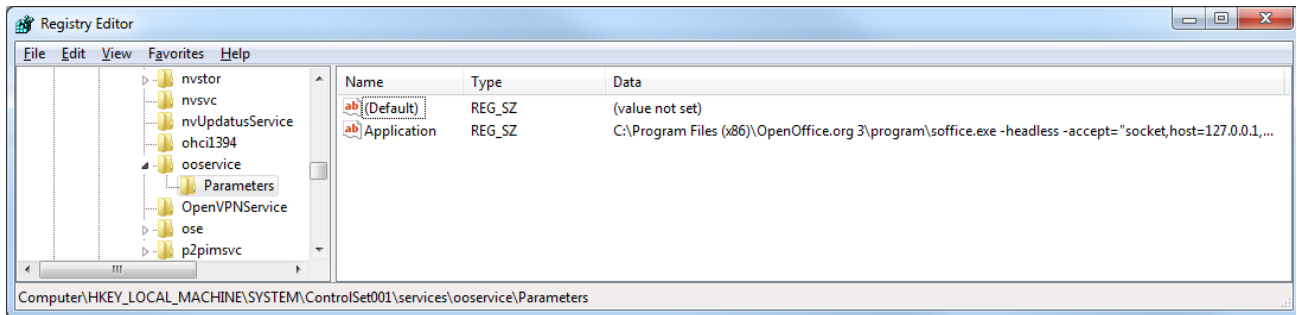 Registry Editor
File Edit View Favorites Help
nvstor
nvsvc
nvUpdatusService
ohci1394
ooservice
Parameters
OpenVPNService
ose
p2pimsvc
Name Type Data
(Default) REG_SZ (value not set)
Application REG_SZ C:\Program Files (x86)\OpenOffice.org 3\program\soffice.exe -headless -accept="socket,host=127.0.0.1,...
Computer\HKEY_LOCAL_MACHINE\SYSTEM\ControlSet001\services\ooservice\Parameters